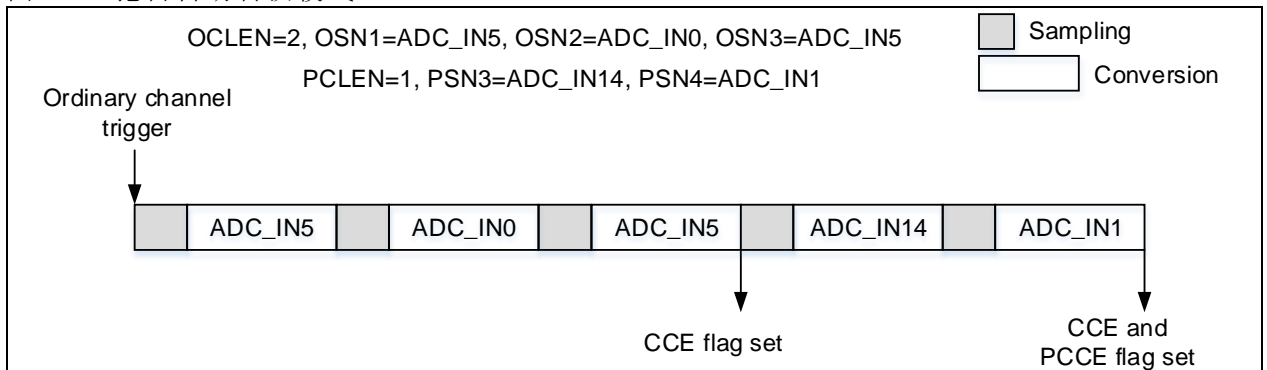 OCLEN=2, OSN1=ADC_IN5, OSN2=ADC_IN0, OSN3=ADC_IN5
PCLEN=1, PSN3=ADC_IN14, PSN4=ADC_IN1
Sampling
Conversion
Ordinary channel
trigger
ADC_IN5
ADC_IN0
ADC_IN5
ADC_IN14
ADC_IN1
CCE flag set
CCE and
PCCE flag set